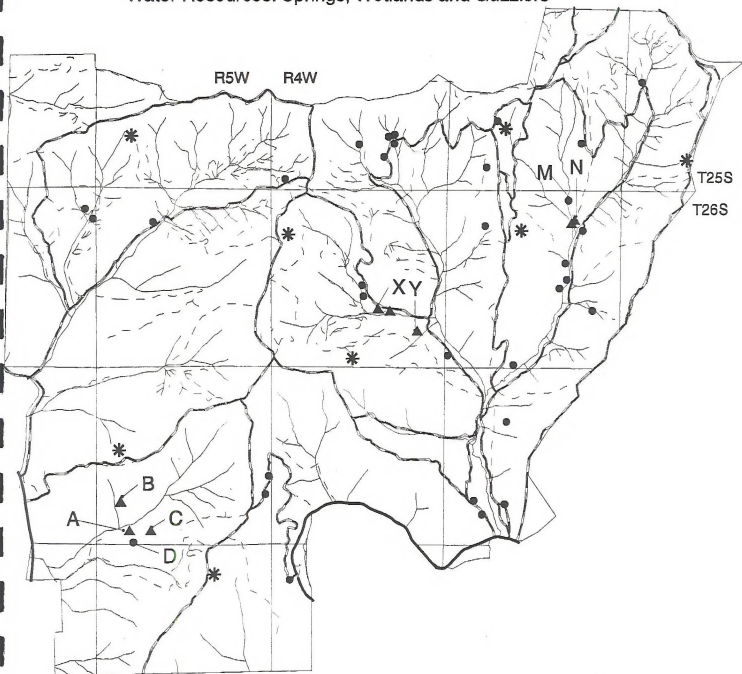 Water Resources: Springs, Wetlands and Guzzlers
R5W R4W
M N
T25S
T26S
X Y
B
A C
D